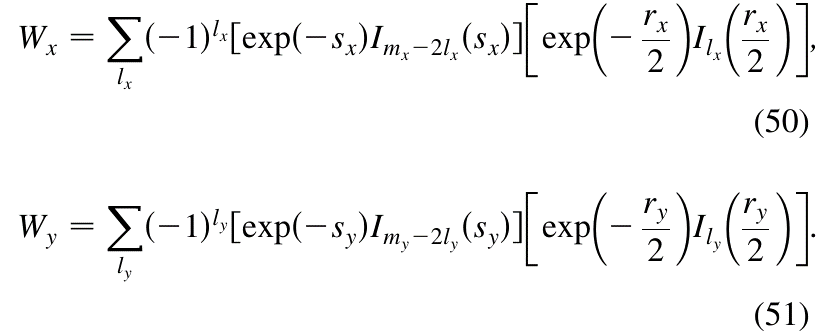 W_x = \sum_{l_x} (-1)^{l_x} [\exp(-s_x) I_{m_x-2l_x}(s_x)] \left[ \exp\left(-\frac{r_x}{2}\right) I_{l_x}\left(\frac{r_x}{2}\right) \right],
(50)
W_y = \sum_{l_y} (-1)^{l_y} [\exp(-s_y) I_{m_y-2l_y}(s_y)] \left[ \exp\left(-\frac{r_y}{2}\right) I_{l_y}\left(\frac{r_y}{2}\right) \right].
(51)